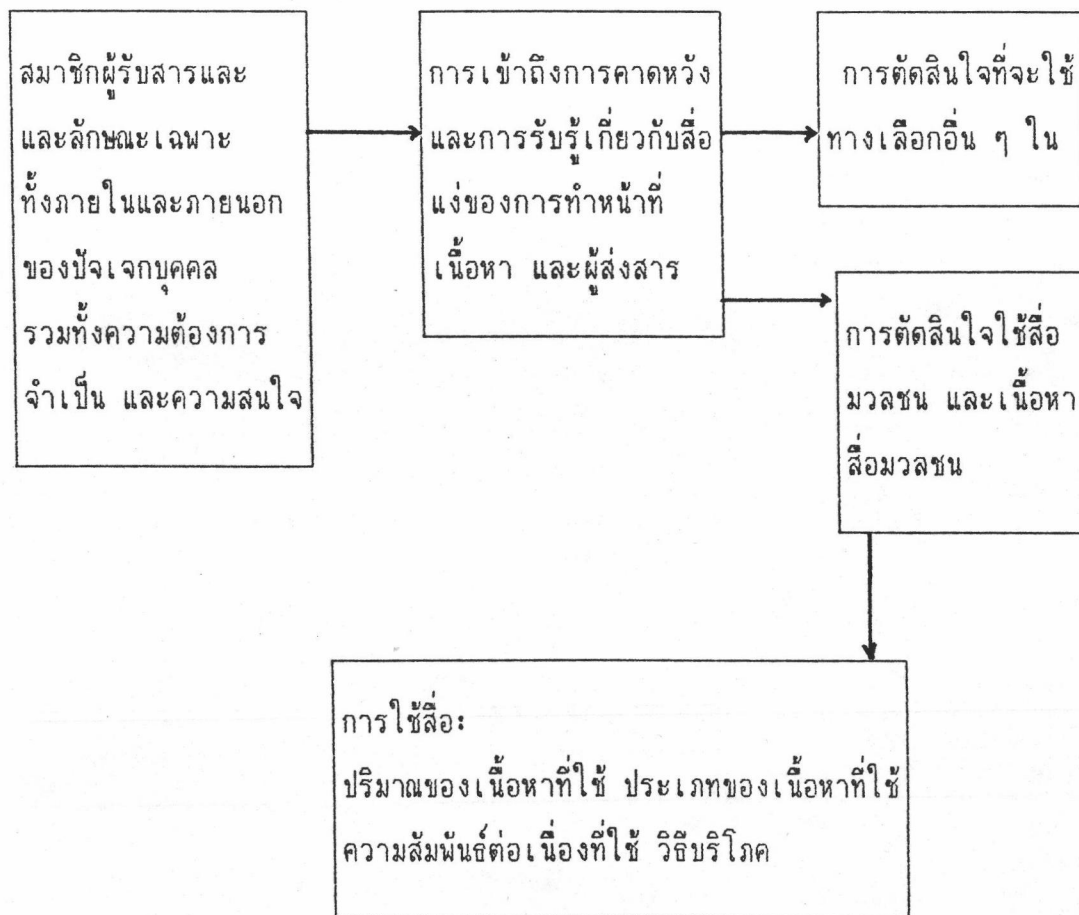 สมาชิกผู้รับสารและ
และลักษณะเฉพาะ
ทั้งภายในและภายนอก
ของปัจเจกบุคคล
รวมทั้งความต้องการ
จำเป็น และความสนใจ
การเข้าถึงการคาดหวัง
และการรับรู้เกี่ยวกับสื่อ
แง่ของการทำหน้าที่
เนื้อหา และผู้ส่งสาร
การตัดสินใจที่จะใช้
ทางเลือกอื่น ๆ ใน
การตัดสินใจใช้สื่อ
มวลชน และเนื้อหา
สื่อมวลชน
การใช้สื่อ:
ปริมาณของเนื้อหาที่ใช้ ประเภทของเนื้อหาที่ใช้
ความสัมพันธ์ต่อเนื่องที่ใช้ วิธีบริโภค